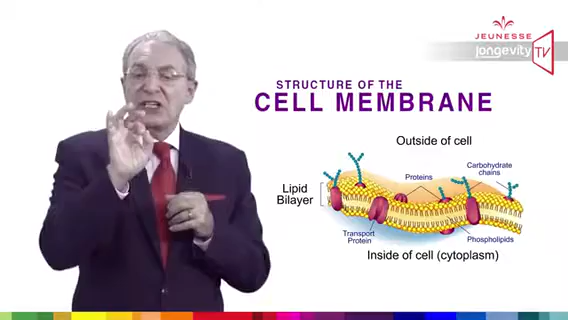 JEUNESSE
jongevity
TV
STRUCTURE OF THE
CELL MEMBRANE
Outside of cell
Carbohydrate
chains
Proteins
Lipid
Bilayer
Transport
Protein
Phospholipids
Inside of cell (cytoplasm)